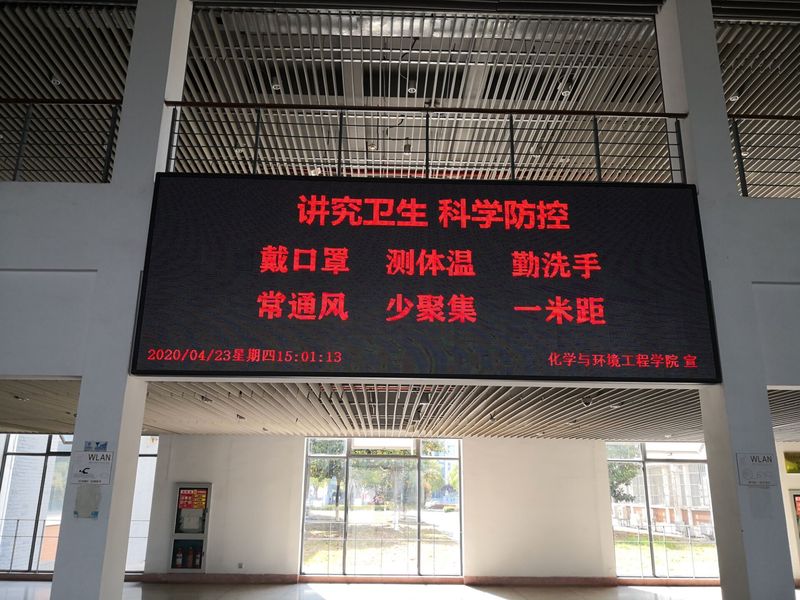 讲究卫生 科学防控
戴口罩 测体温 勤洗手
常通风 少聚集 一米距
2020/04/23星期四15:01:13 化学与环境工程学院 宣
WLAN
WLAN